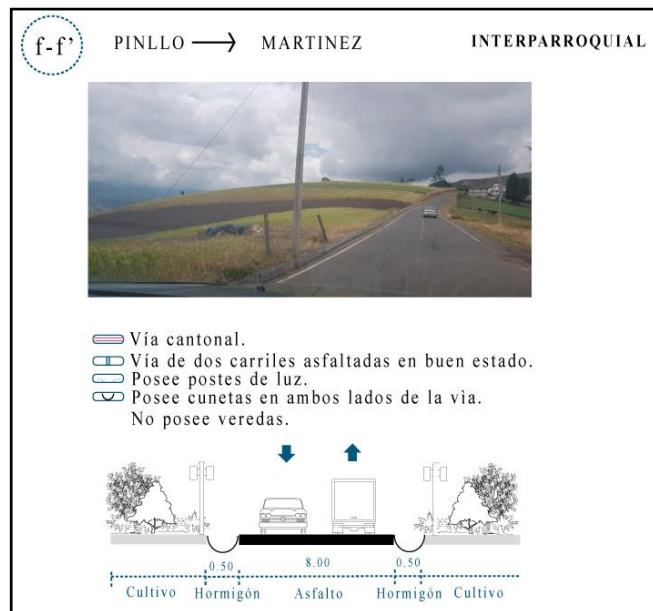 f-f’ PINLLO MARTINEZ INTERPARROQUIAL
Vía cantonal.
Vía de dos carriles asfaltadas en buen estado.
Posee postes de luz.
Posee cunetas en ambos lados de la vìa.
No posee veredas.
0.50 8.00 0.50
Cultivo Hormigón Asfalto Hormigón Cultivo